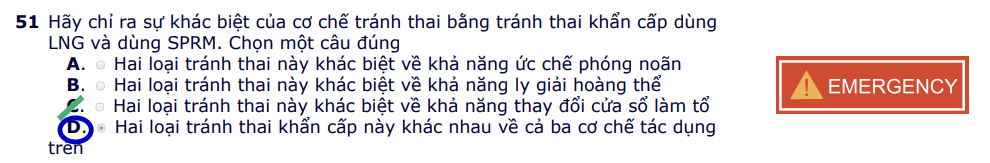 51 Hãy chỉ ra sự khác biệt của cơ chế tránh thai bằng tránh thai khẩn cấp dùng
LNG và dùng SPRM. Chọn một câu đúng
A. Hai loại tránh thai này khác biệt về khả năng ức chế phóng noãn
B. Hai loại tránh thai này khác biệt về khả năng ly giải hoàng thể
C. Hai loại tránh thai này khác biệt về khả năng thay đổi cửa sổ làm tổ
D. Hai loại tránh thai khẩn cấp này khác nhau về cả ba cơ chế tác dụng
trên
EMERGENCY